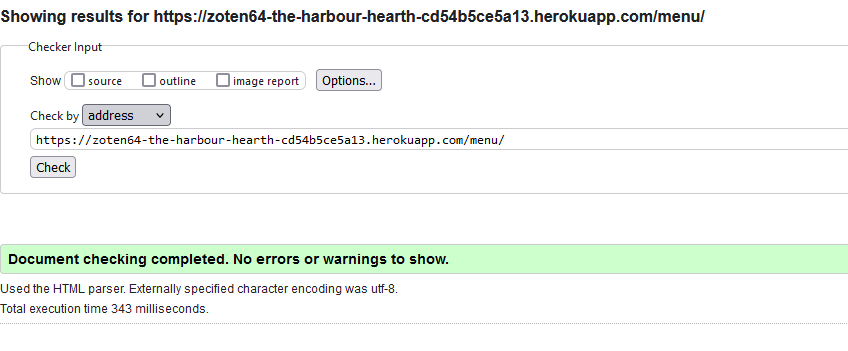 Showing results for https://zoten64-the-harbour-hearth-cd54b5ce5a13.herokuapp.com/menu/
Checker Input
Show source outline image report Options...
Check by address
https://zoten64-the-harbour-hearth-cd54b5ce5a13.herokuapp.com/menu/
Check
Document checking completed. No errors or warnings to show.
Used the HTML parser. Externally specified character encoding was utf-8.
Total execution time 343 milliseconds.